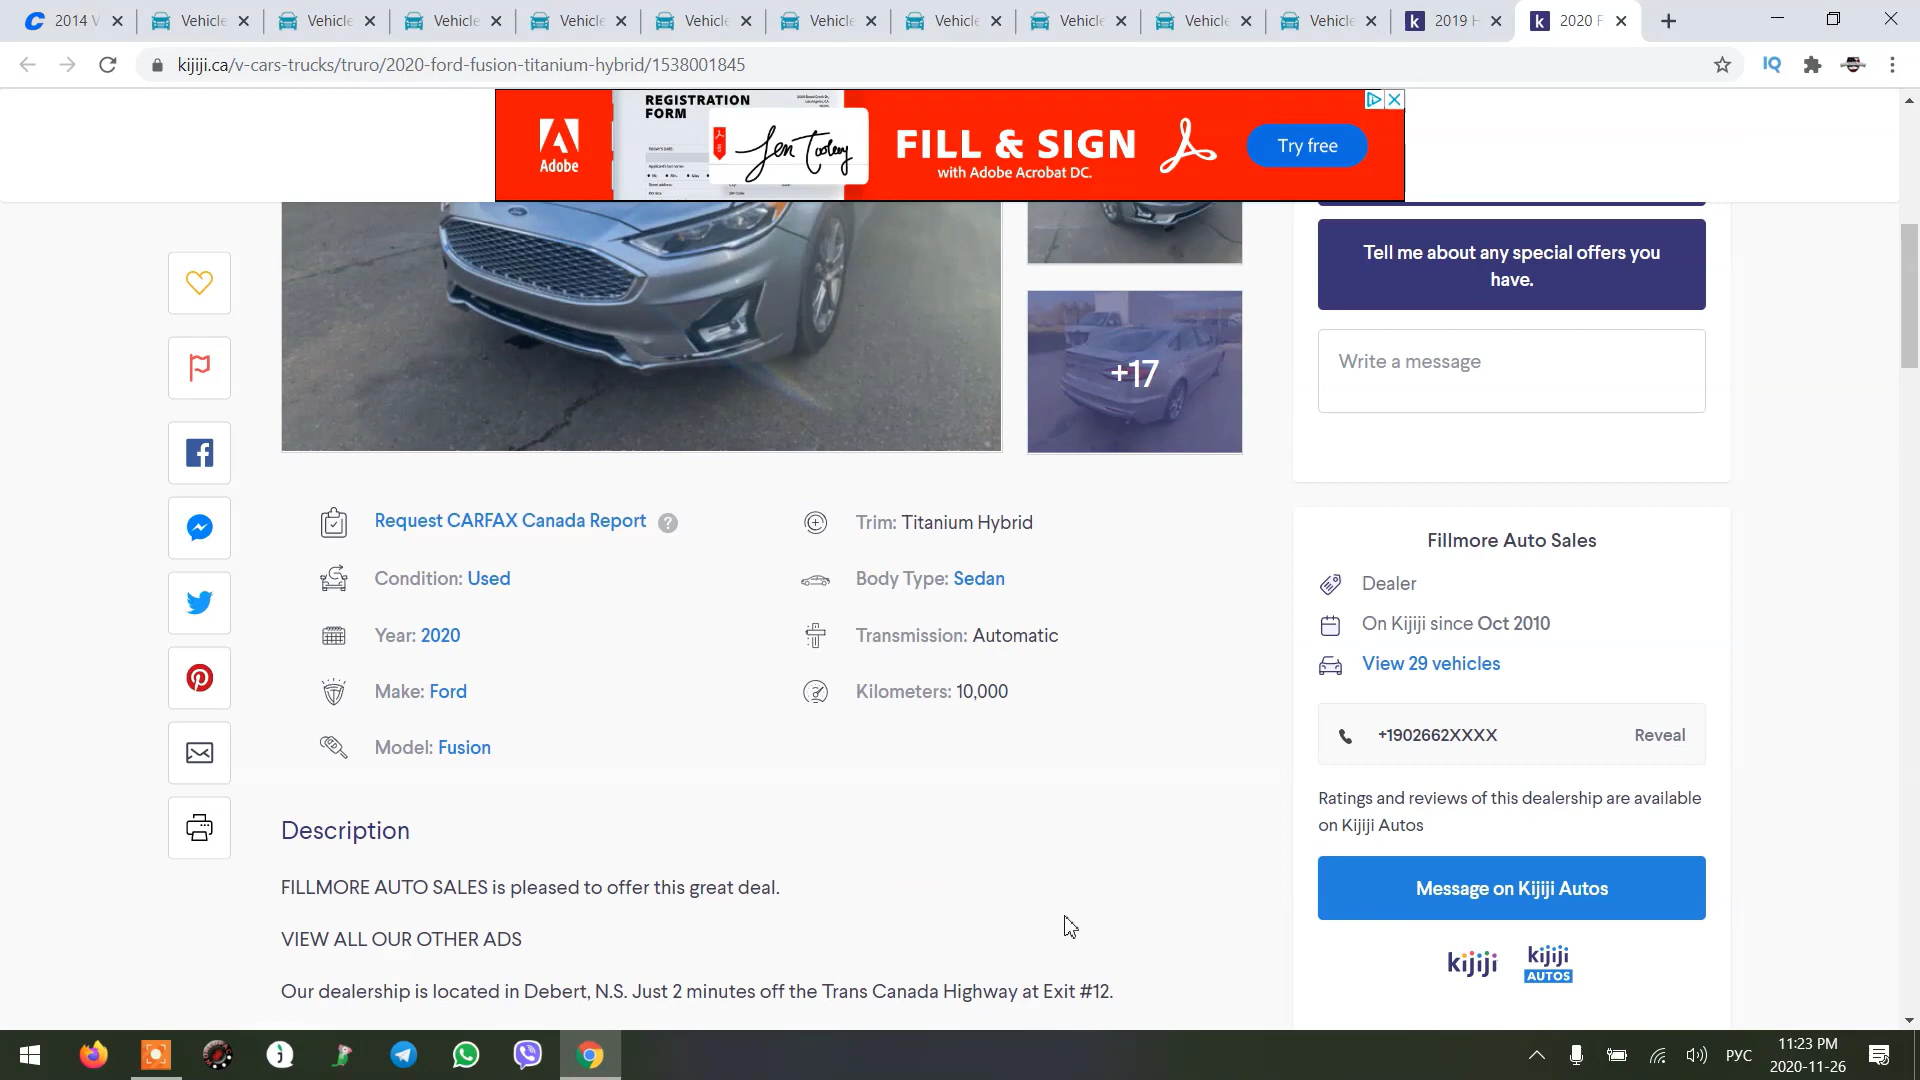 2014 V
Vehicle
Vehicle
Vehicle
Vehicle
Vehicle
Vehicle
Vehicle
Vehicle
Vehicle
Vehicle
2019 H
2020 F
kijiji.ca/v-cars-trucks/truro/2020-ford-fusion-titanium-hybrid/1538001845
IQ
Adobe
REGISTRATION
FORM
FILL & SIGN
with Adobe Acrobat DC.
Try free
Tell me about any special offers you
have.
Write a message
+17
Request CARFAX Canada Report ?
Trim: Titanium Hybrid
Condition: Used
Body Type: Sedan
Year: 2020
Transmission: Automatic
Make: Ford
Kilometers: 10,000
Model: Fusion
Fillmore Auto Sales
Dealer
On Kijiji since Oct 2010
View 29 vehicles
+1902662XXXX
Reveal
Ratings and reviews of this dealership are available
on Kijiji Autos
Message on Kijiji Autos
kijiji
kijiji
AUTOS
Description
FILLMORE AUTO SALES is pleased to offer this great deal.
VIEW ALL OUR OTHER ADS
Our dealership is located in Debert, N.S. Just 2 minutes off the Trans Canada Highway at Exit #12.
РУС
11:23 PM
2020-11-26